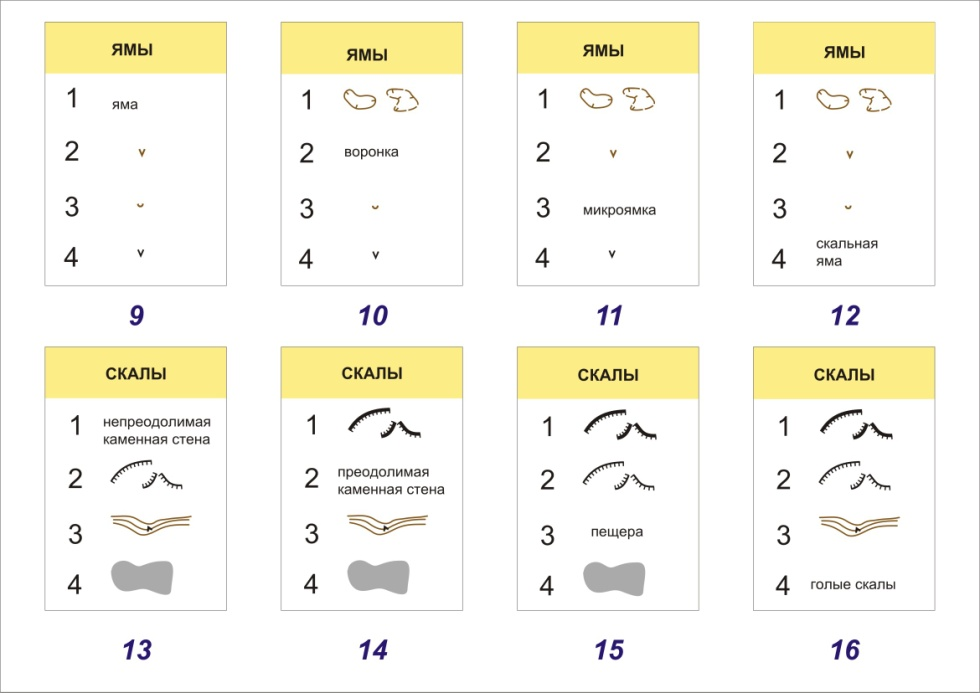 ЯМЫ
1 яма
2
3
4
9
ЯМЫ
1
2 воронка
3
4
10
ЯМЫ
1
2
3 микроямка
4
11
ЯМЫ
1
2
3
4 скальная
яма
12
СКАЛЫ
1 непреодолимая
каменная стена
2
3
4
13
СКАЛЫ
1
2 преодолимая
каменная стена
3
4
14
СКАЛЫ
1
2
3 пещера
4
15
СКАЛЫ
1
2
3
4 голые скалы
16